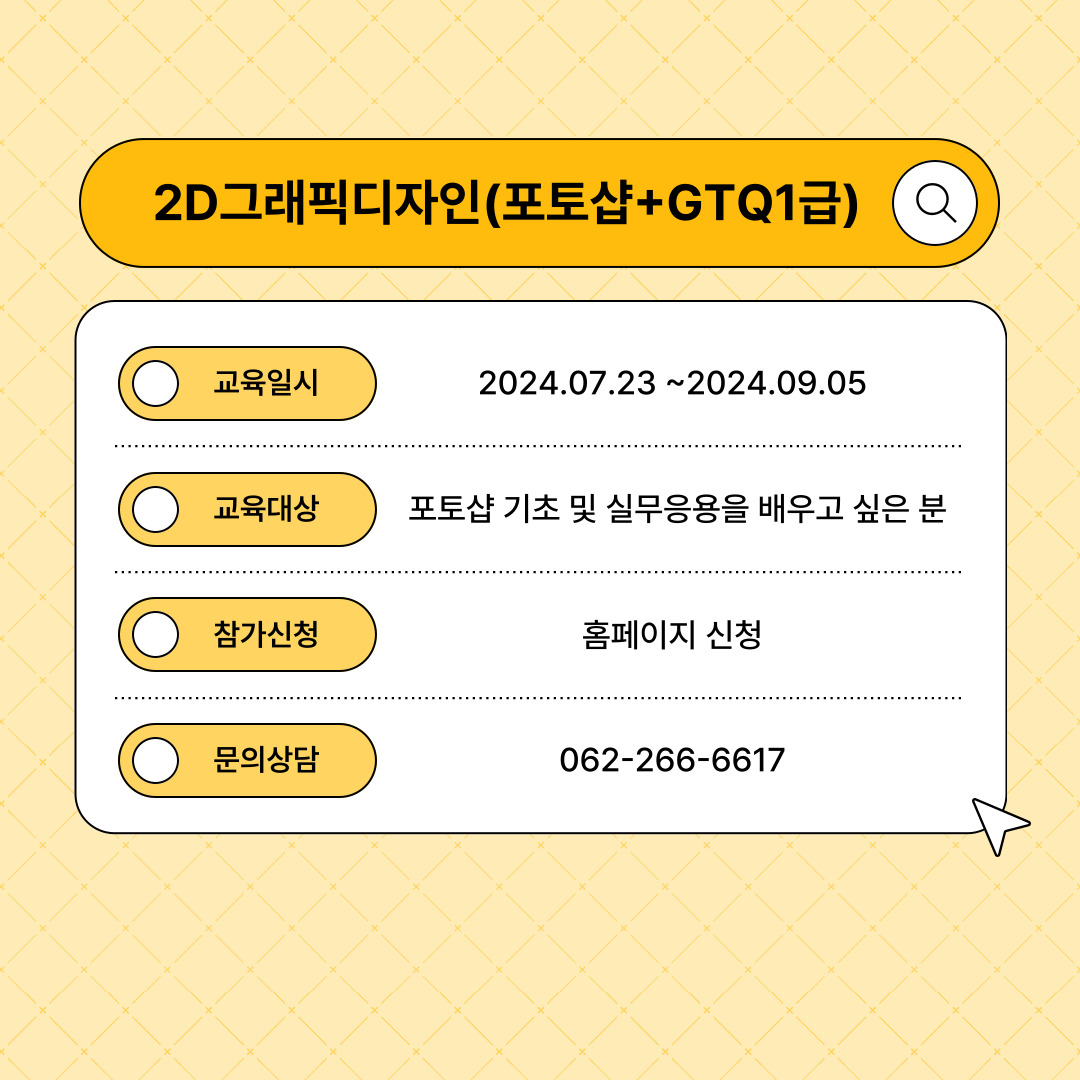 2D그래픽디자인(포토샵+GTQ1급)
교육일시 2024.07.23 ~2024.09.05
교육대상 포토샵 기초 및 실무응용을 배우고 싶은 분
참가신청 홈페이지 신청
문의상담 062-266-6617